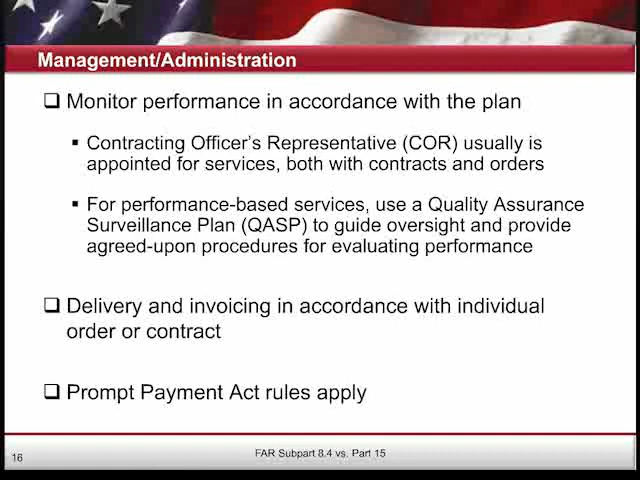 Management/Administration
❑ Monitor performance in accordance with the plan
▪ Contracting Officer's Representative (COR) usually is
appointed for services, both with contracts and orders
▪ For performance-based services, use a Quality Assurance
Surveillance Plan (QASP) to guide oversight and provide
agreed-upon procedures for evaluating performance
❑ Delivery and invoicing in accordance with individual
order or contract
❑ Prompt Payment Act rules apply
16
FAR Subpart 8.4 vs. Part 15